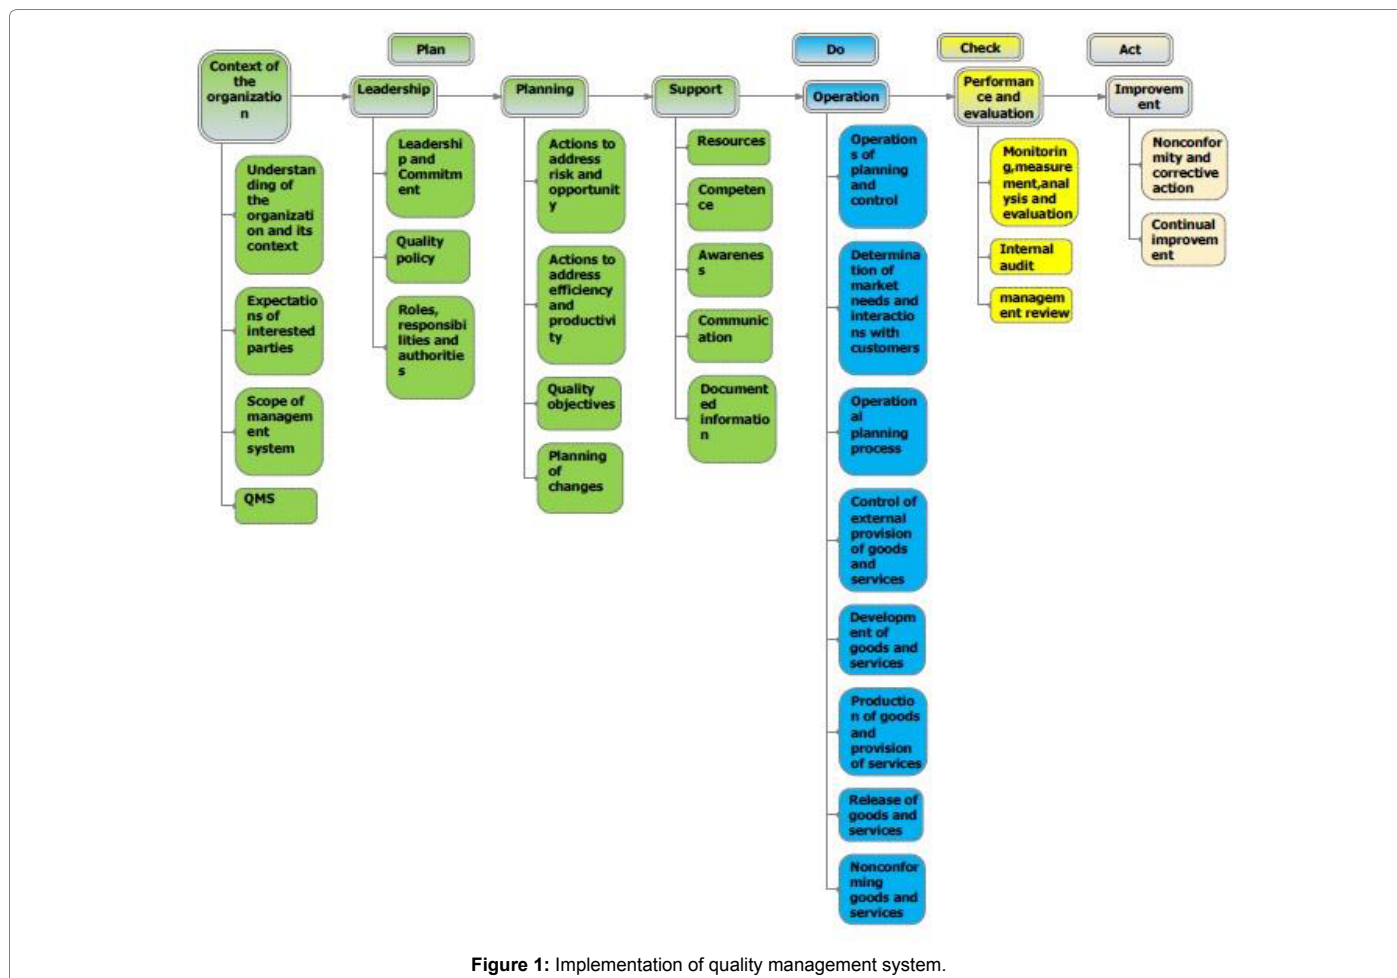 Plan
Do
Check
Act
Context of
the
organizatio
n
Leadership
Planning
Support
Operation
Performan
ce and
evaluation
Improvem
ent
Understan
ding of
the
organizati
on and its
context
Expectatio
ns of
interested
parties
Scope of
managem
ent
system
QMS
Leadershi
p and
Commitm
ent
Quality
policy
Roles,
responsibi
lities and
authoritie
s
Actions to
address
risk and
opportunit
y
Actions to
address
efficiency
and
productivi
ty
Quality
objectives
Planning
of
changes
Resources
Competen
ce
Awarenes
s
Communic
ation
Document
ed
informatio
n
Operation
s of
planning
and
control
Determina
tion of
market
needs and
interactio
ns with
customers
Operation
al
planning
process
Control of
external
provision
of goods
and
services
Developm
ent of
goods and
services
Productio
n of goods
and
provision
of services
Release of
goods and
services
Nonconfor
ming
goods and
services
Monitorin
g,measure
ment,anal
ysis and
evaluation
Internal
audit
managem
ent review
Nonconfor
mity and
corrective
action
Continual
improvem
ent
Figure 1: Implementation of quality management system.